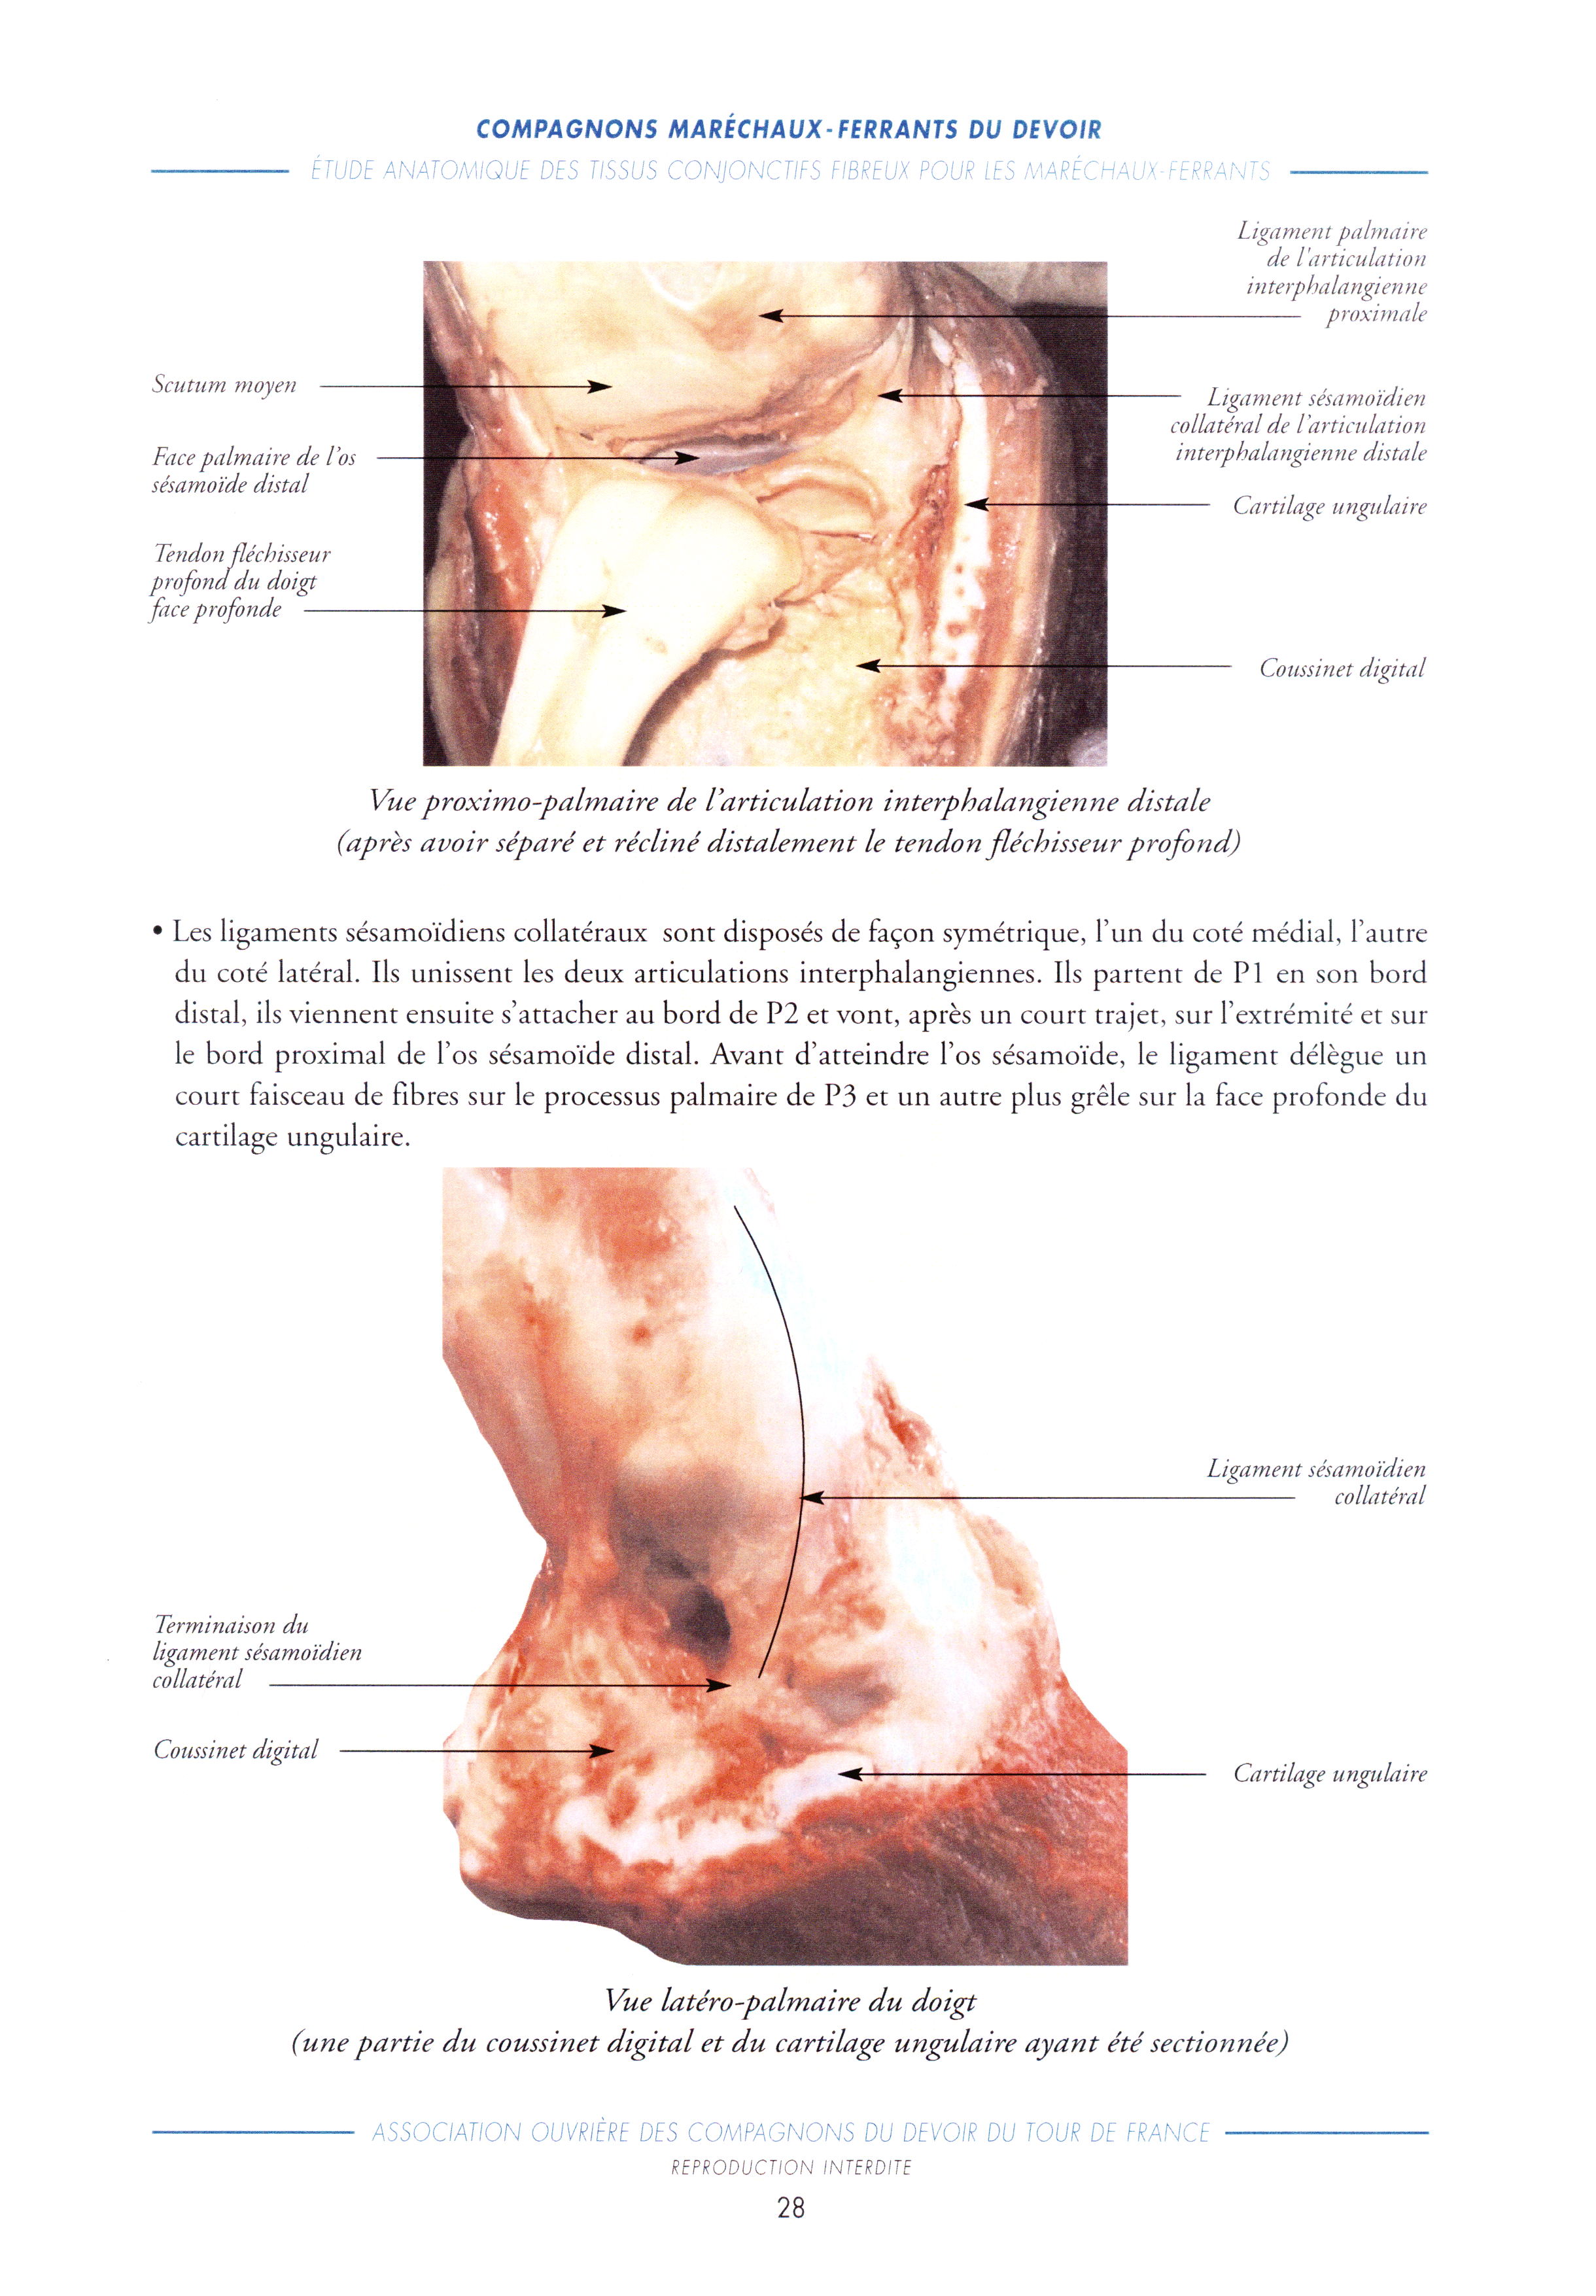 COMPAGNONS MARÉCHAUX-FERRANTS DU DEVOIR
ÉTUDE ANATOMIQUE DES TISSUS CONJONCTIFS FIBREUX POUR LES MARÉCHAUX-FERRANTS
Ligament palmaire
de l'articulation
interphalangienne
proximale
Scutum moyen
Ligament sésamoïdien
collatéral de l'articulation
interphalangienne distale
Face palmaire de l'os
sésamoïde distal
Cartilage ungulaire
Tendon fléchisseur
profond du doigt
face profonde
Coussinet digital
Vue proximo-palmaire de l'articulation interphalangienne distale
(après avoir séparé et récliné distalement le tendon fléchisseur profond)
• Les ligaments sésamoïdiens collatéraux sont disposés de façon symétrique, l'un du coté médial, l'autre
du coté latéral. Ils unissent les deux articulations interphalangiennes. Ils partent de P1 en son bord
distal, ils viennent ensuite s'attacher au bord de P2 et vont, après un court trajet, sur l'extrémité et sur
le bord proximal de l'os sésamoïde distal. Avant d'atteindre l'os sésamoïde, le ligament délègue un
court faisceau de fibres sur le processus palmaire de P3 et un autre plus grêle sur la face profonde du
cartilage ungulaire.
Ligament sésamoïdien
collatéral
Terminaison du
ligament sésamoïdien
collatéral
Coussinet digital
Cartilage ungulaire
Vue latéro-palmaire du doigt
(une partie du coussinet digital et du cartilage ungulaire ayant été sectionnée)
ASSOCIATION OUVRIÈRE DES COMPAGNONS DU DEVOIR DU TOUR DE FRANCE
REPRODUCTION INTERDITE
28